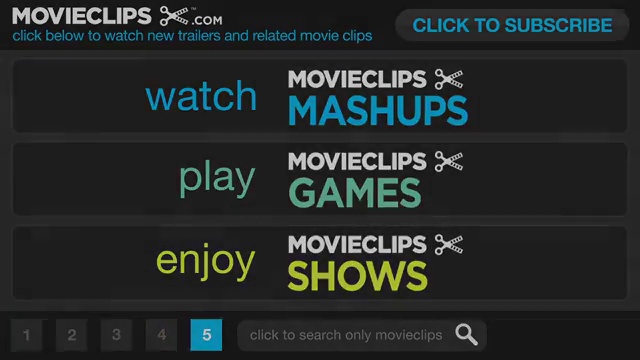 MOVIECLIPS .COM
click below to watch new trailers and related movie clips
CLICK TO SUBSCRIBE
watch
MOVIECLIPS
MASHUPS
play
MOVIECLIPS
GAMES
enjoy
MOVIECLIPS
SHOWS
1 2 3 4 5 click to search only movieclips